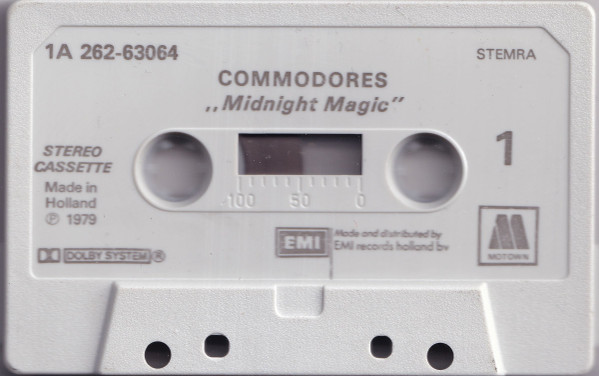 1A 262-63064
STEMRA
COMMODORES
„Midnight Magic”
STEREO
CASSETTE
1
Made in
Holland
℗ 1979
100 50 0
DOLBY SYSTEM ®
EMI
Made and distributed by
EMI records holland bv
M
MOTOWN